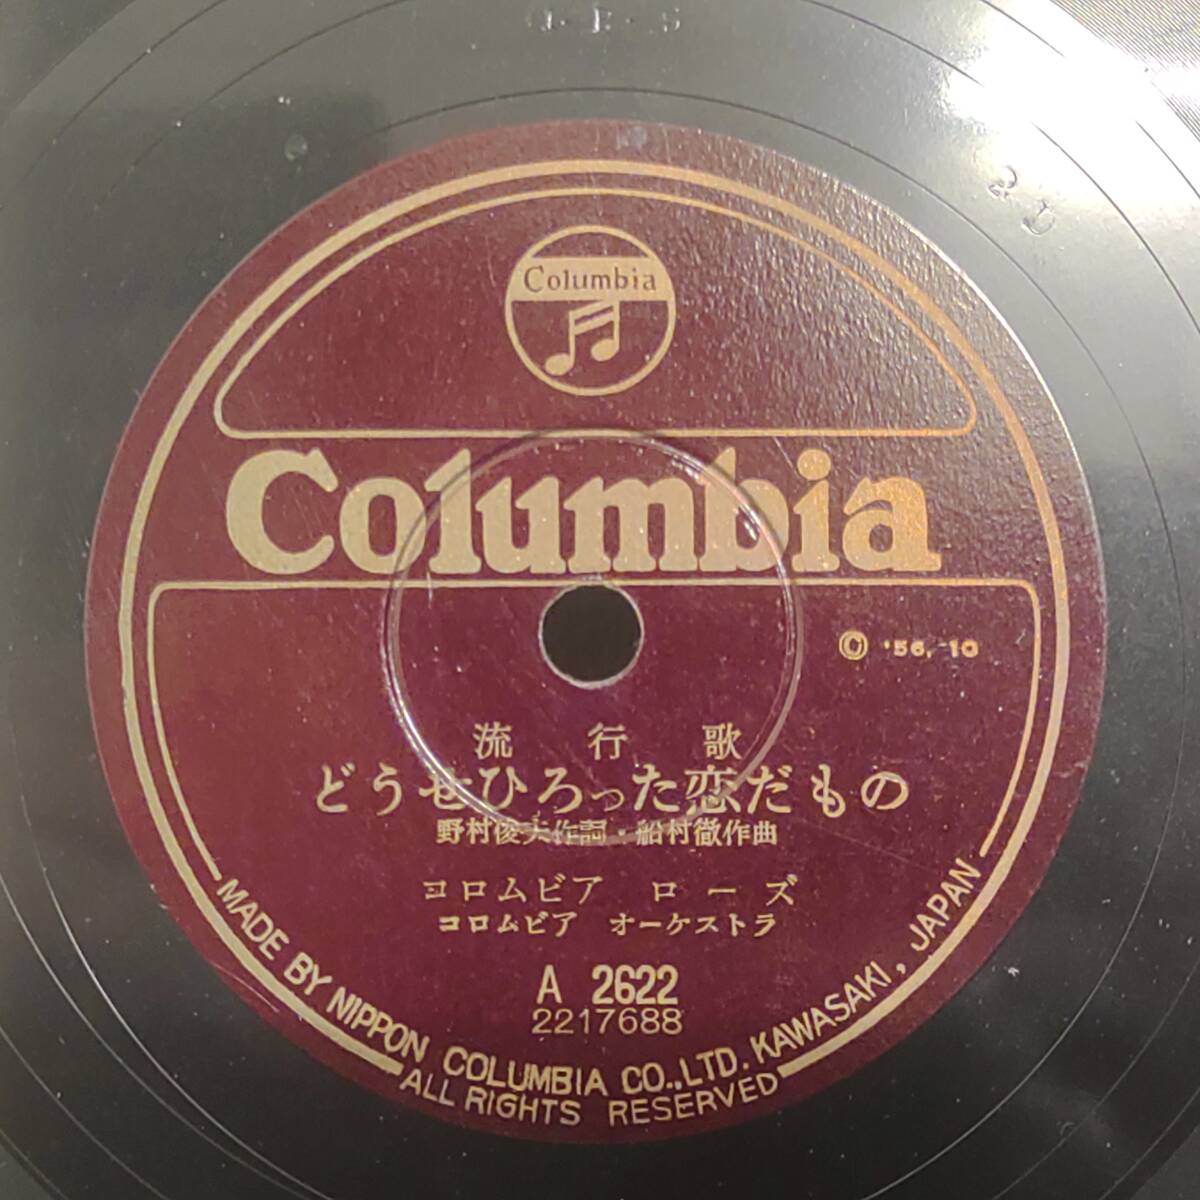 Columbia
Columbia
© '56,-10
流行歌
どうせひろった恋だもの
野村俊夫作詞・船村徹作曲
コロムビア ローズ
コロムビア オーケストラ
A 2622
2217688
MADE BY NIPPON COLUMBIA CO.,LTD. KAWASAKI, JAPAN
ALL RIGHTS RESERVED